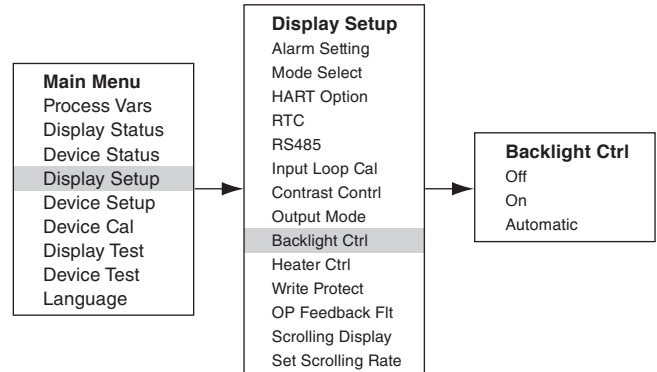 Main Menu
Process Vars
Display Status
Device Status
Display Setup
Device Setup
Device Cal
Display Test
Device Test
Language
Display Setup
Alarm Setting
Mode Select
HART Option
RTC
RS485
Input Loop Cal
Contrast Contrl
Output Mode
Backlight Ctrl
Heater Ctrl
Write Protect
OP Feedback Flt
Scrolling Display
Set Scrolling Rate
Backlight Ctrl
Off
On
Automatic